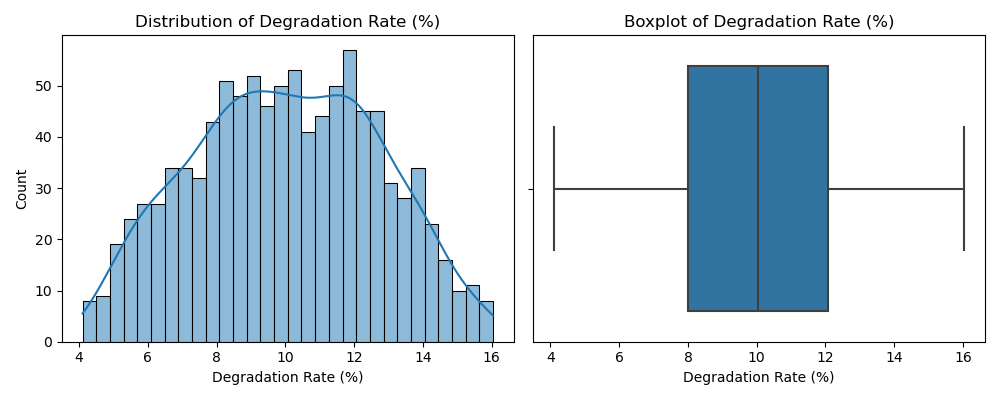 Distribution of Degradation Rate (%)
Count
50
40
30
20
10
0
4 6 8 10 12 14 16
Degradation Rate (%)
Boxplot of Degradation Rate (%)
4 6 8 10 12 14 16
Degradation Rate (%)